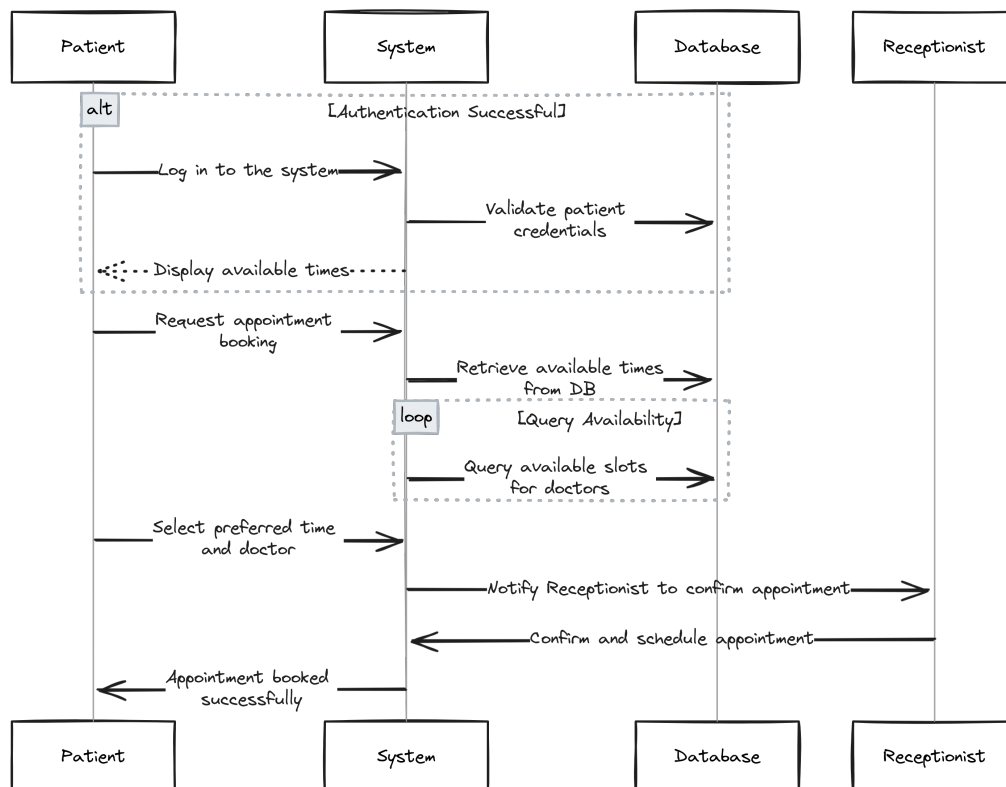 Patient
System
Database
Receptionist
alt
[Authentication Successful]
Log in to the system
Validate patient
credentials
Display available times
Request appointment
booking
Retrieve available times
from DB
loop
[Query Availability]
Query available slots
for doctors
Select preferred time
and doctor
Notify Receptionist to confirm appointment
Confirm and schedule appointment
Appointment booked
successfully
Patient
System
Database
Receptionist